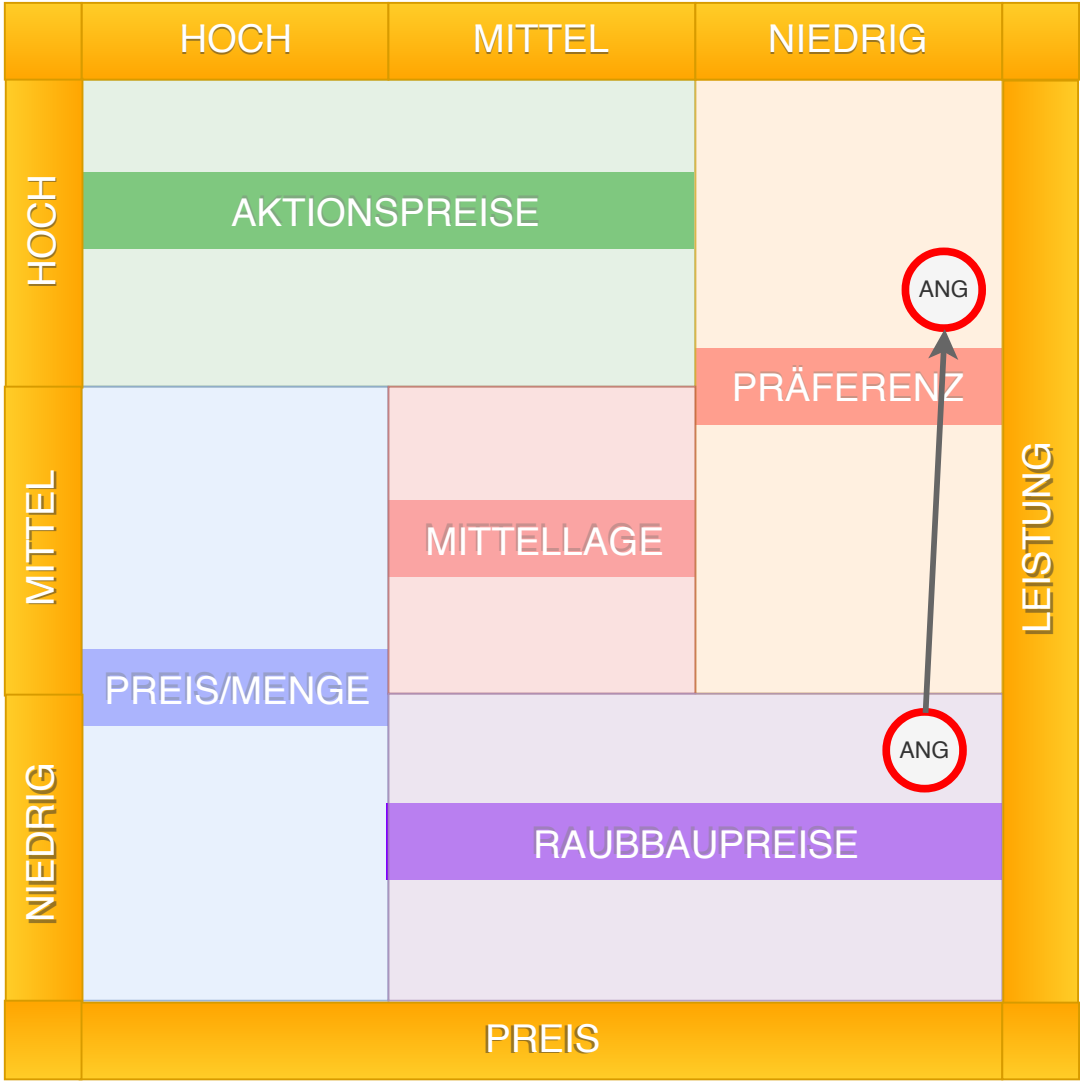 HOCH
MITTEL
NIEDRIG
HOCH
AKTIONSPREISE
ANG
PRÄFERENZ
MITTEL
LEISTUNG
MITTELLAGE
PREIS/MENGE
ANG
NIEDRIG
RAUBBAUPREISE
PREIS